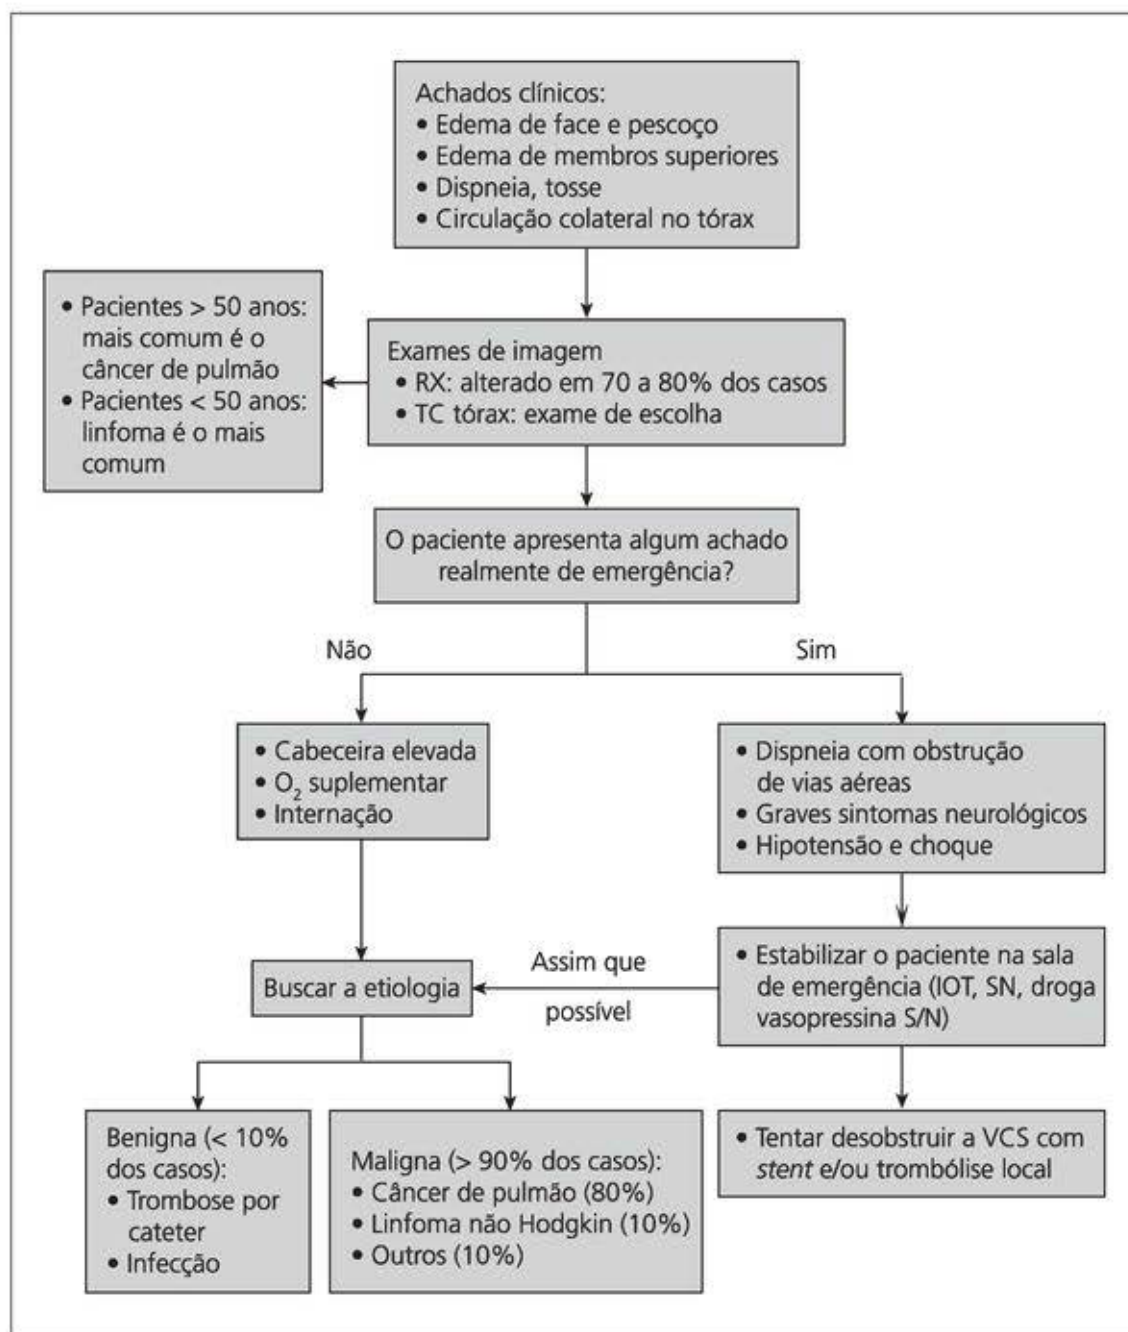 Achados clínicos:
• Edema de face e pescoço
• Edema de membros superiores
• Dispneia, tosse
• Circulação colateral no tórax
• Pacientes > 50 anos:
mais comum é o
câncer de pulmão
• Pacientes < 50 anos:
linfoma é o mais
comum
Exames de imagem
• RX: alterado em 70 a 80% dos casos
• TC tórax: exame de escolha
O paciente apresenta algum achado
realmente de emergência?
Não
Sim
• Cabeceira elevada
• O₂ suplementar
• Internação
• Dispneia com obstrução
de vias aéreas
• Graves sintomas neurológicos
• Hipotensão e choque
Buscar a etiologia
Assim que
possível
• Estabilizar o paciente na sala
de emergência (IOT, SN, droga
vasopressina S/N)
Benigna (< 10%
dos casos):
• Trombose por
cateter
• Infecção
Maligna (> 90% dos casos):
• Câncer de pulmão (80%)
• Linfoma não Hodgkin (10%)
• Outros (10%)
• Tentar desobstruir a VCS com
stent e/ou trombólise local